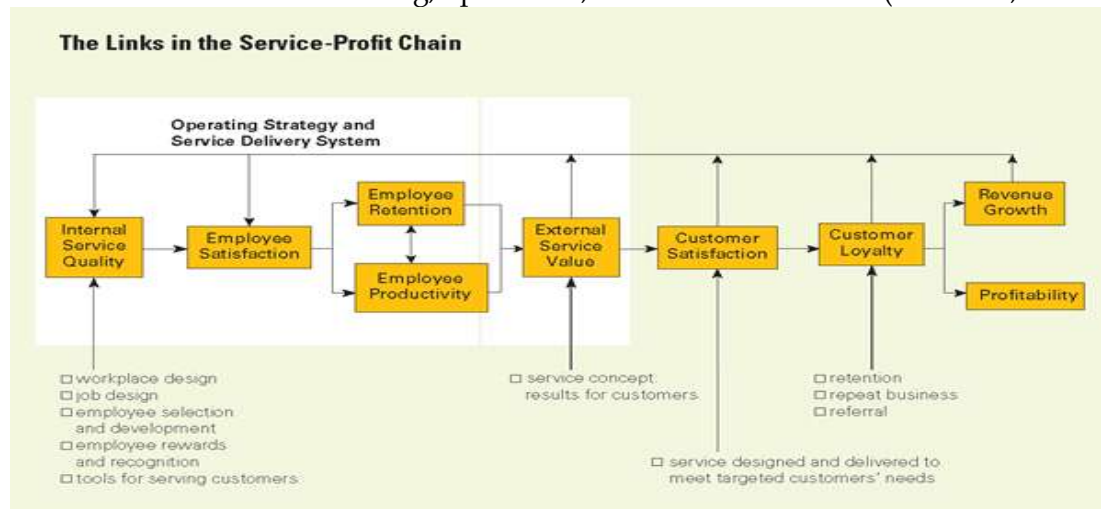 The Links in the Service-Profit Chain
Operating Strategy and
Service Delivery System
Internal
Service
Quality
Employee
Satisfaction
Employee
Retention
Employee
Productivity
External
Service
Value
Customer
Satisfaction
Customer
Loyalty
Revenue
Growth
Profitability
□ workplace design
□ job design
□ employee selection
and development
□ employee rewards
and recognition
□ tools for serving customers
□ service concept:
results for customers
□ service designed and delivered to
meet targeted customers' needs
□ retention
□ repeat business
□ referral